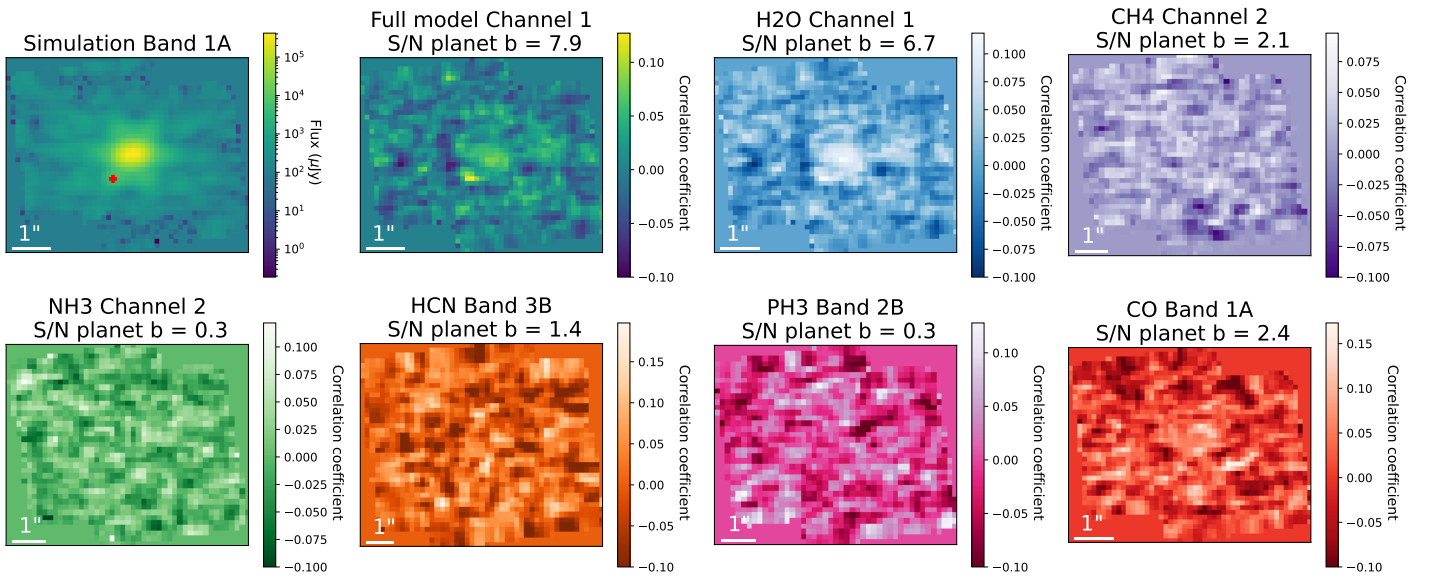 Simulation Band 1A
10⁵
10⁴
10³
10²
10¹
10⁰
Flux (μJy)
1"
Full model Channel 1
S/N planet b = 7.9
0.10
0.05
0.00
−0.05
−0.10
Correlation coefficient
1"
H2O Channel 1
S/N planet b = 6.7
0.100
0.075
0.050
0.025
0.000
−0.025
−0.050
−0.075
−0.100
Correlation coefficient
1"
CH4 Channel 2
S/N planet b = 2.1
0.075
0.050
0.025
0.000
−0.025
−0.050
−0.075
−0.100
Correlation coefficient
1"
NH3 Channel 2
S/N planet b = 0.3
0.100
0.075
0.050
0.025
0.000
−0.025
−0.050
−0.075
−0.100
Correlation coefficient
1"
HCN Band 3B
S/N planet b = 1.4
0.15
0.10
0.05
0.00
−0.05
−0.10
Correlation coefficient
1"
PH3 Band 2B
S/N planet b = 0.3
0.10
0.05
0.00
−0.05
−0.10
Correlation coefficient
1"
CO Band 1A
S/N planet b = 2.4
0.15
0.10
0.05
0.00
−0.05
−0.10
Correlation coefficient
1"